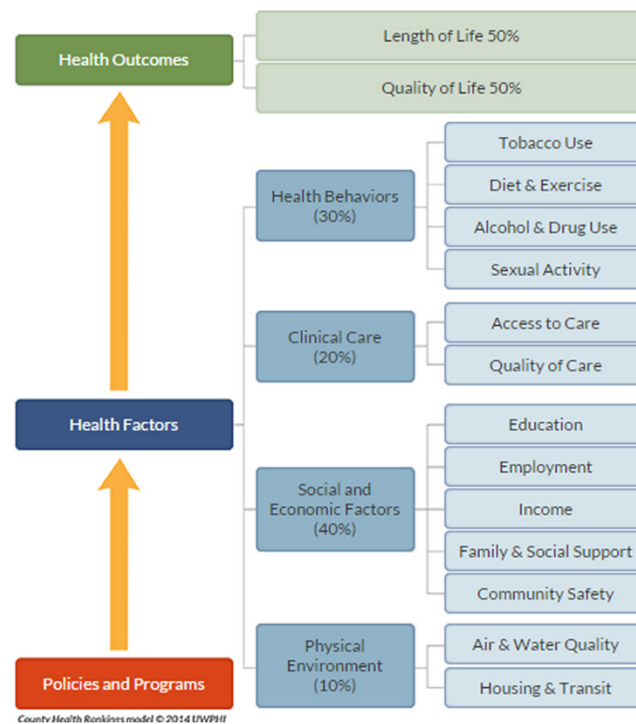 Health Outcomes
Length of Life 50%
Quality of Life 50%
Health Factors
Health Behaviors
(30%)
Tobacco Use
Diet & Exercise
Alcohol & Drug Use
Sexual Activity
Clinical Care
(20%)
Access to Care
Quality of Care
Social and
Economic Factors
(40%)
Education
Employment
Income
Family & Social Support
Community Safety
Physical
Environment
(10%)
Air & Water Quality
Housing & Transit
Policies and Programs
County Health Rankings model © 2014 UWPHI